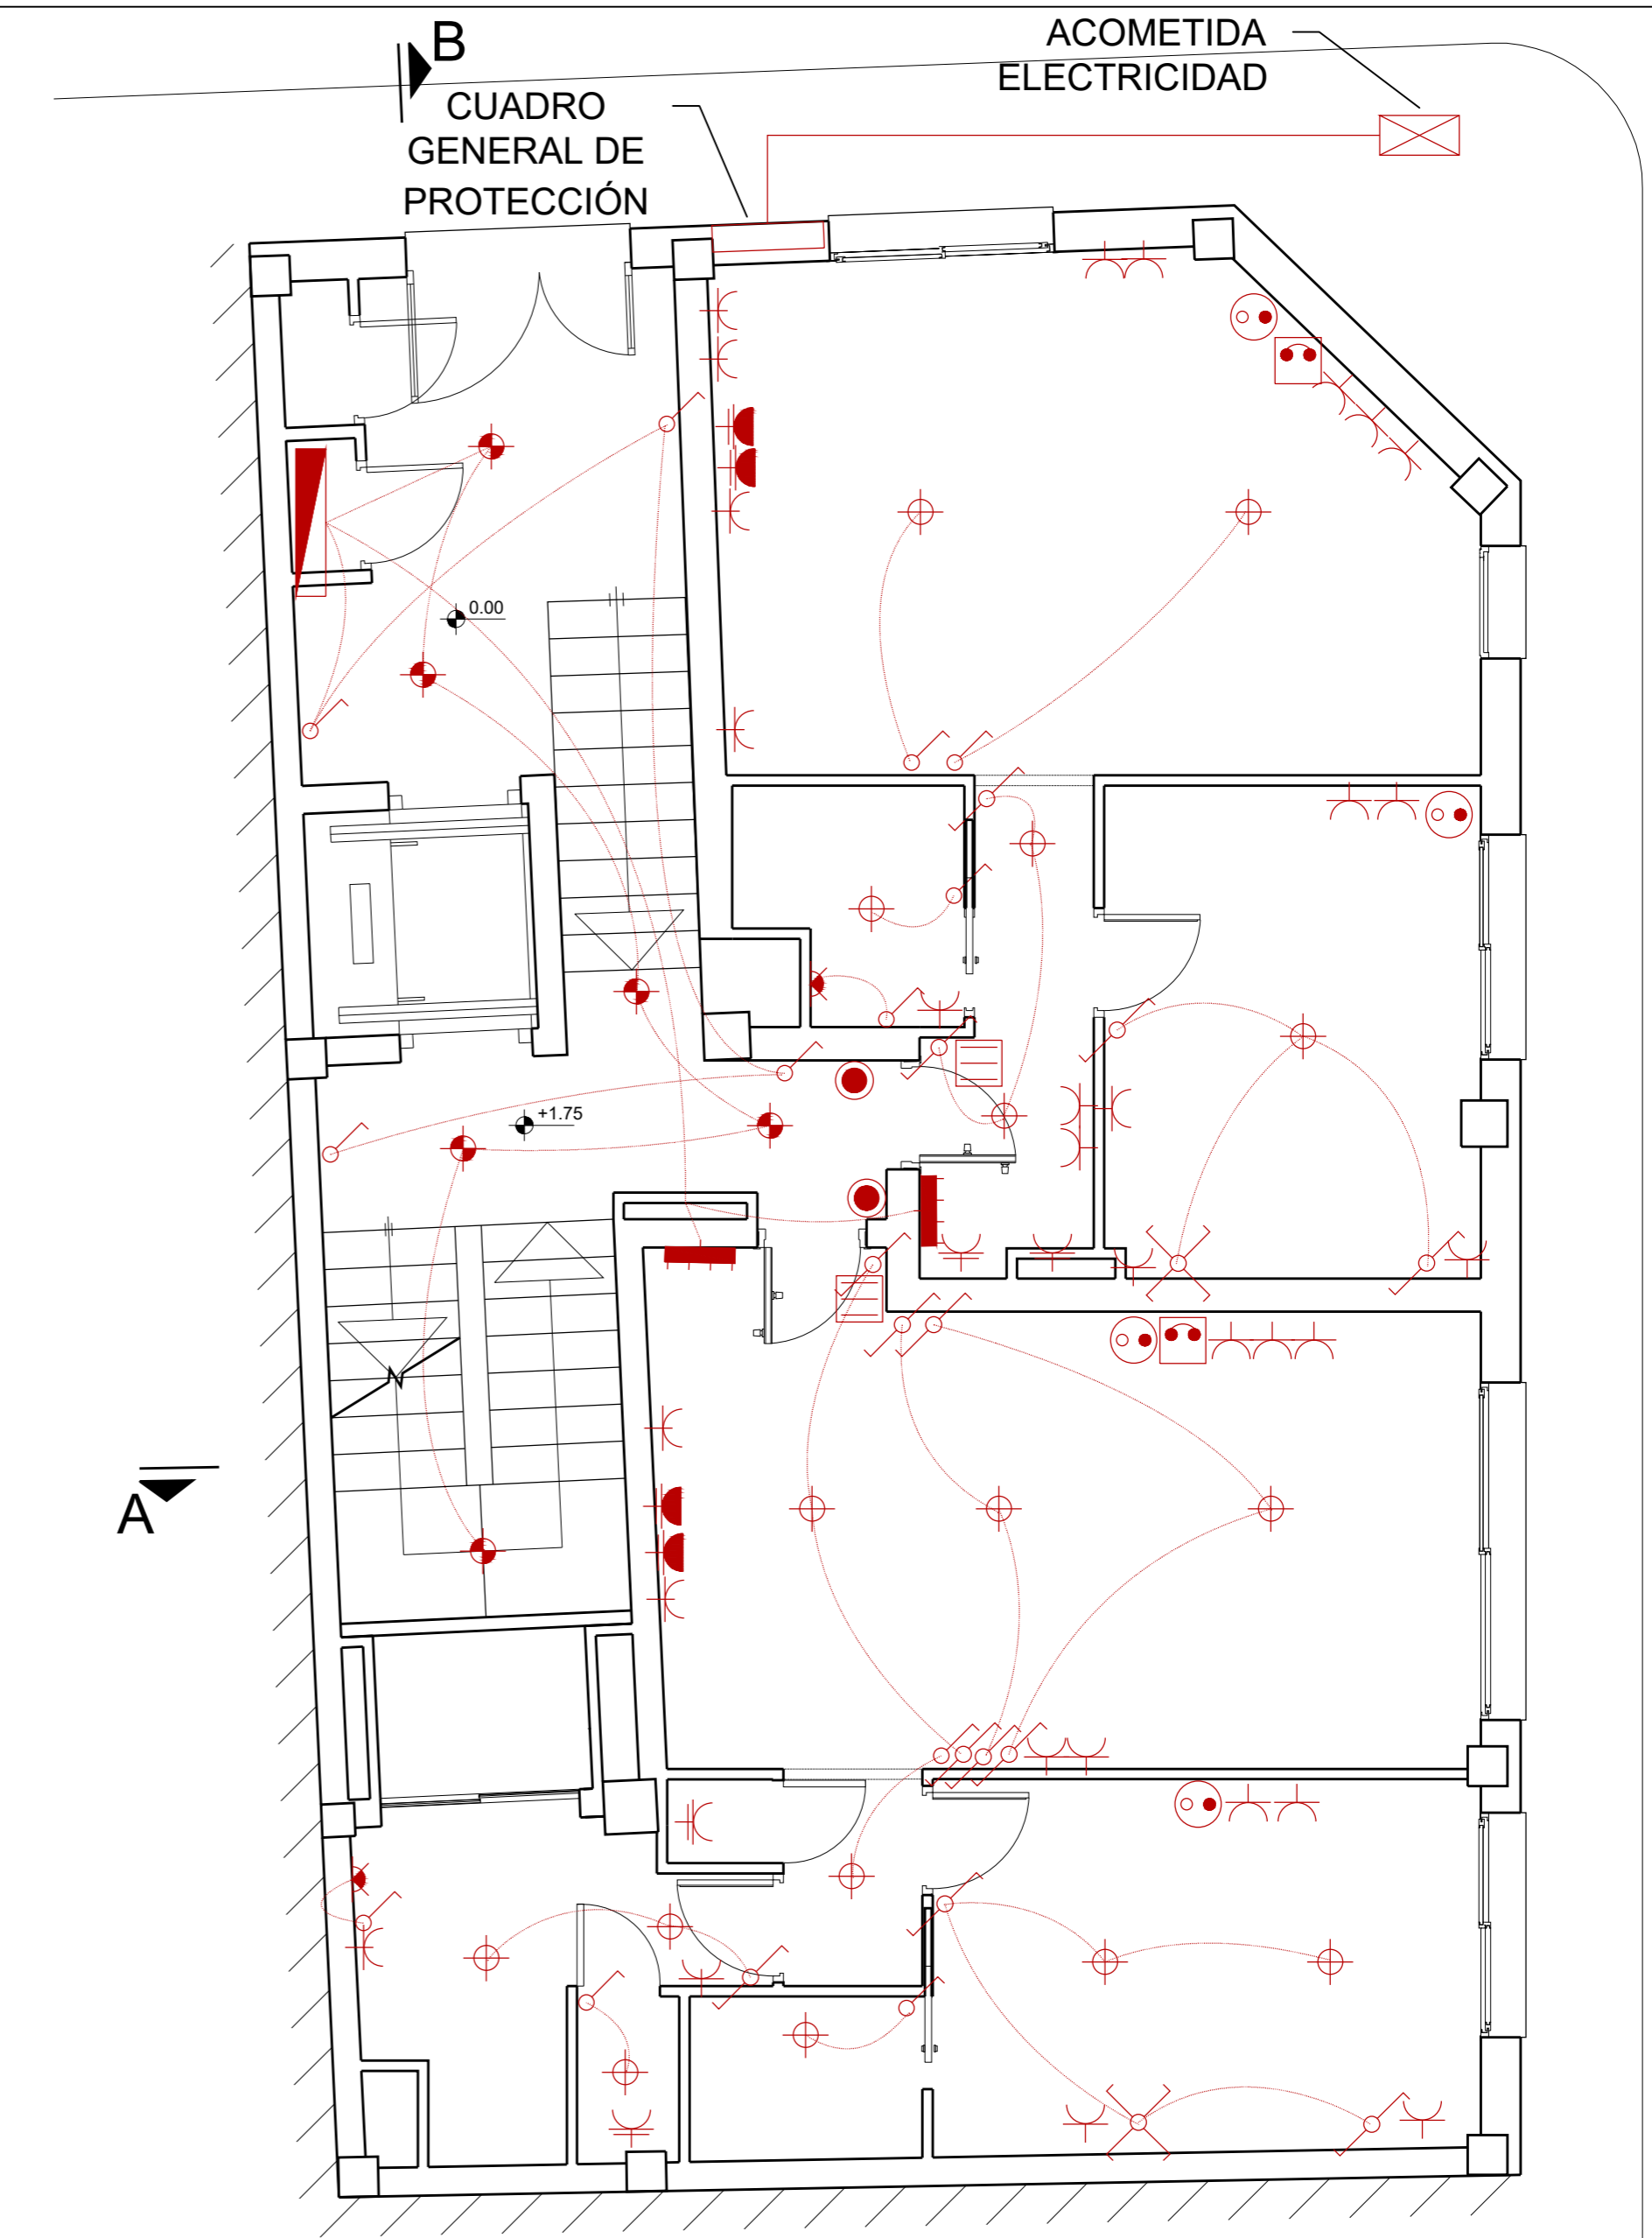 B
ACOMETIDA
ELECTRICIDAD
CUADRO
GENERAL DE
PROTECCIÓN
0.00
+1.75
A